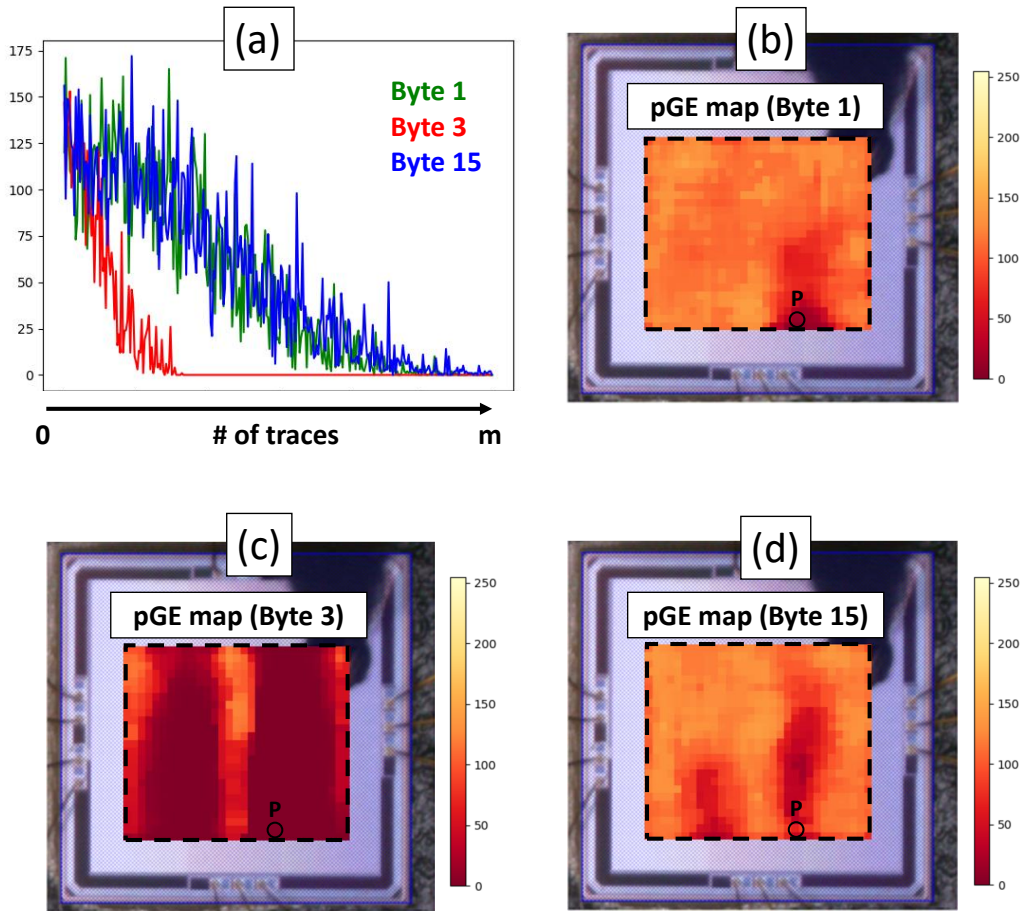 (a)
175
150
125
100
75
50
25
0
Byte 1
Byte 3
Byte 15
0
# of traces
m
(b)
pGE map (Byte 1)
P
250
200
150
100
50
0
(c)
pGE map (Byte 3)
P
250
200
150
100
50
0
(d)
pGE map (Byte 15)
P
250
200
150
100
50
0